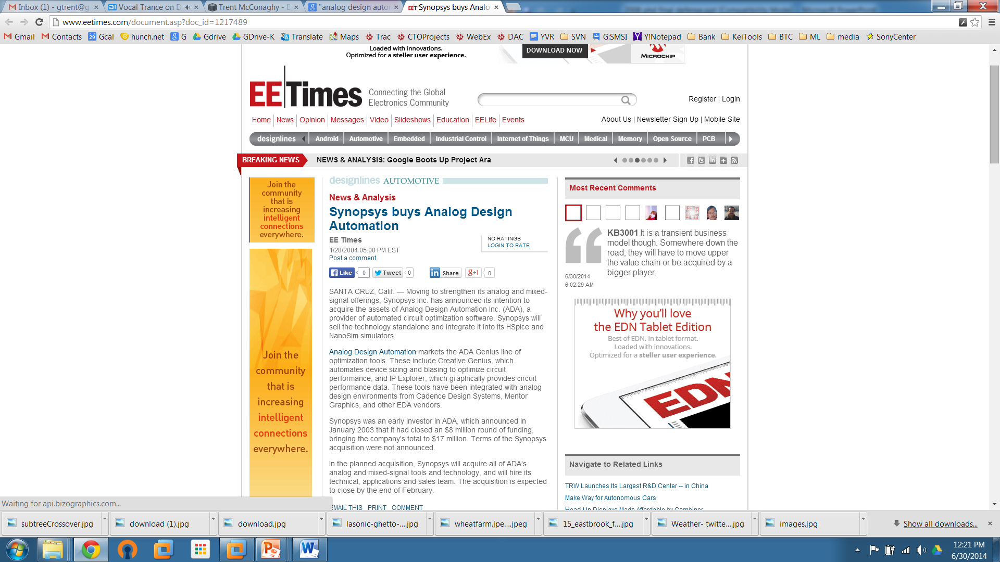 Inbox (1) - gtrent@g
Vocal Trance on D
Trent McConaghy - B
"analog design auto
EET Synopsys buys Analo
www.eetimes.com/document.asp?doc_id=1217489
Gmail Contacts Gcal hunch.net G Gdrive GDrive-K Translate Maps Trac CTOProjects WebEx DAC YVR SVN G:SMSI Y!Notepad Bank KeiTools BTC ML media SonyCenter
Loaded with innovations.
Optimized for a steller user experience.
DOWNLOAD NOW
MICROCHIP
EE Times
Connecting the Global
Electronics Community
Register | Login
Home News Opinion Messages Video Slideshows Education EELife Events
About Us | Newsletter Sign Up | Mobile Site
designlines Android Automotive Embedded Industrial Control Internet of Things MCU Medical Memory Open Source PCB
BREAKING NEWS NEWS & ANALYSIS: Google Boots Up Project Ara
Join the
community
that is
increasing
intelligent
connections
everywhere.
Join the
community
that is
increasing
intelligent
connections
everywhere.
designlines AUTOMOTIVE
News & Analysis
Synopsys buys Analog Design
Automation
EE Times
1/28/2004 05:00 PM EST
Post a comment
NO RATINGS
LOGIN TO RATE
Like 0 Tweet 0 Share g+1 0
SANTA CRUZ, Calif. — Moving to strengthen its analog and mixed-
signal offerings, Synopsys Inc. has announced its intention to
acquire the assets of Analog Design Automation Inc. (ADA), a
provider of automated circuit optimization software. Synopsys will
sell the technology standalone and integrate it into its HSpice and
NanoSim simulators.
Analog Design Automation markets the ADA Genius line of
optimization tools. These include Creative Genius, which
automates device sizing and biasing to optimize circuit
performance, and IP Explorer, which graphically provides circuit
performance data. These tools have been integrated with analog
design environments from Cadence Design Systems, Mentor
Graphics, and other EDA vendors.
Synopsys was an early investor in ADA, which announced in
January 2003 that it had closed an $8 million round of funding,
bringing the company's total to $17 million. Terms of the Synopsys
acquisition were not announced.
In the planned acquisition, Synopsys will acquire all of ADA's
analog and mixed-signal tools and technology, and will hire its
technical, applications and sales team. The acquisition is expected
to close by the end of February.
EMAIL THIS PRINT COMMENT
Most Recent Comments
KB3001 It is a transient business
model though. Somewhere down the
road, they will have to move upper
the value chain or be acquired by a
bigger player.
6/30/2014
6:02:29 AM
Why you'll love
the EDN Tablet Edition
Best of EDN. In tablet format.
Loaded with innovations.
Optimized for a steller user experience.
EDN
Navigate to Related Links
TRW Launches Its Largest R&D Center -- in China
Make Way for Autonomous Cars
Head-Up Displays Made Affordable by Combiner
Waiting for api.bizographics.com...
subtreeCrossover.jpg
download (1).jpg
download.jpg
lasonic-ghetto-....jpg
wheatfarm.jpe....jpeg
15_eastbrook_f....jpg
Weather- twitte....jpg
images.jpg
Show all downloads...
12:21 PM
6/30/2014